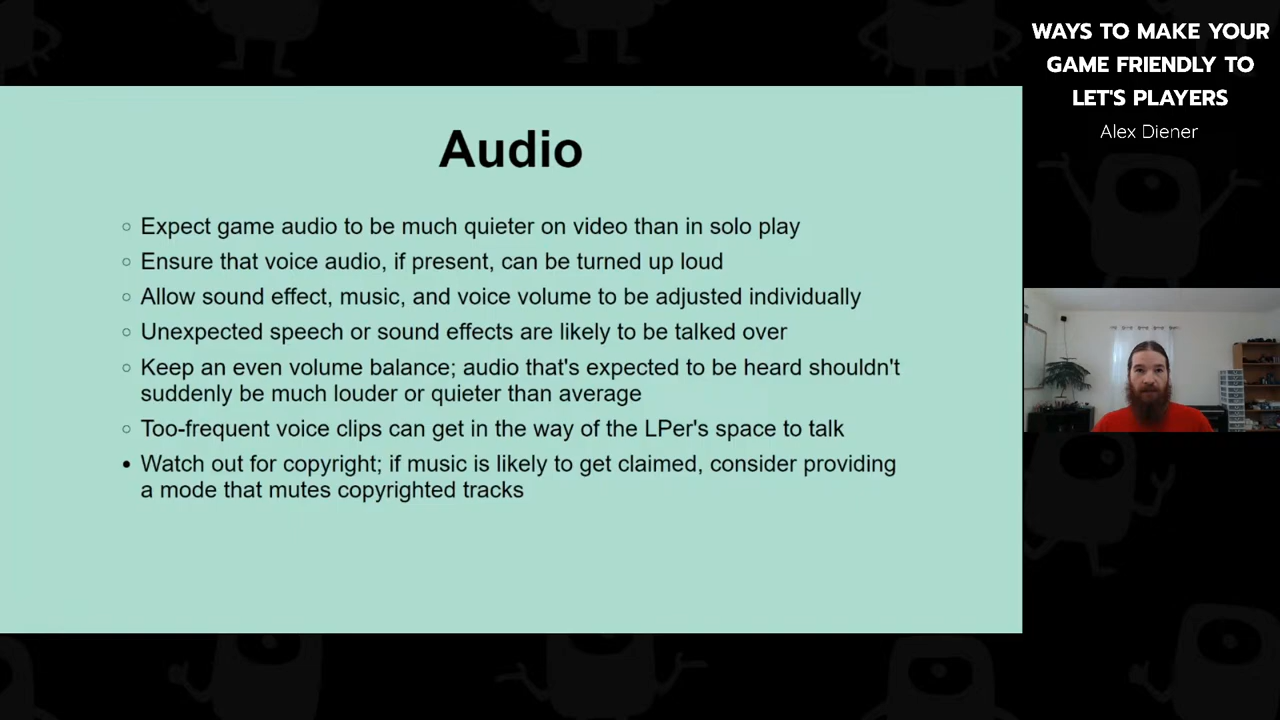 WAYS TO MAKE YOUR
GAME FRIENDLY TO
LET'S PLAYERS
Alex Diener
Audio
Expect game audio to be much quieter on video than in solo play
Ensure that voice audio, if present, can be turned up loud
Allow sound effect, music, and voice volume to be adjusted individually
Unexpected speech or sound effects are likely to be talked over
Keep an even volume balance; audio that's expected to be heard shouldn't
suddenly be much louder or quieter than average
Too-frequent voice clips can get in the way of the LPer's space to talk
Watch out for copyright; if music is likely to get claimed, consider providing
a mode that mutes copyrighted tracks